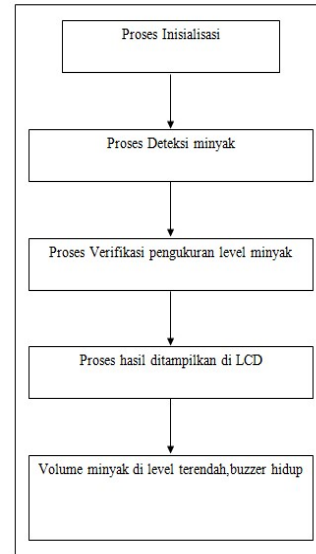 Proses Inisialisasi
Proses Deteksi minyak
Proses Verifikasi pengukuran level minyak
Proses hasil ditampilkan di LCD
Volume minyak di level terendah,buzzer hidup